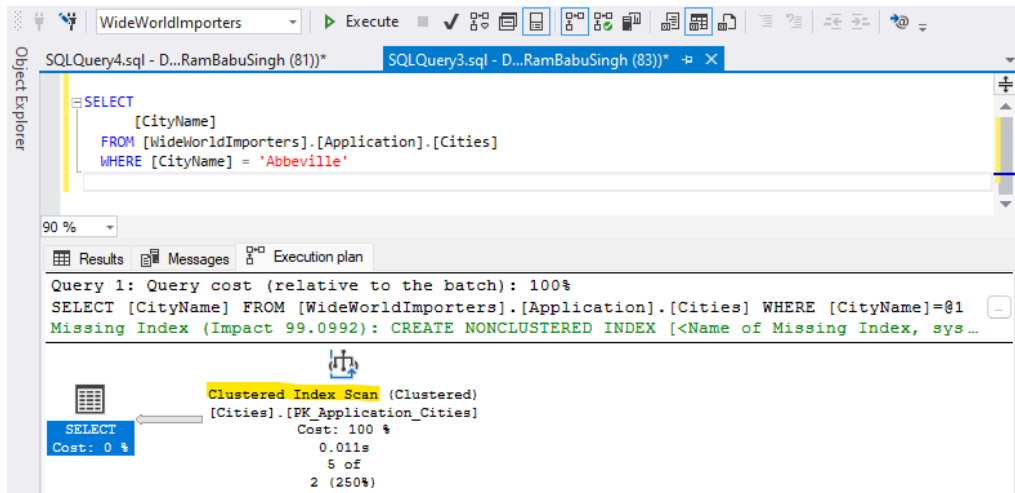 WideWorldImporters
Execute
Object Explorer
SQLQuery4.sql - D...RamBabuSingh (81))*
SQLQuery3.sql - D...RamBabuSingh (83))*
SELECT
[CityName]
FROM [WideWorldImporters].[Application].[Cities]
WHERE [CityName] = 'Abbeville'
90 %
Results
Messages
Execution plan
Query 1: Query cost (relative to the batch): 100%
SELECT [CityName] FROM [WideWorldImporters].[Application].[Cities] WHERE [CityName]=@1
...
Missing Index (Impact 99.0992): CREATE NONCLUSTERED INDEX [<Name of Missing Index, sys…
Clustered Index Scan (Clustered)
[Cities].[PK_Application_Cities]
Cost: 100 %
0.011s
5 of
2 (250%)
SELECT
Cost: 0 %